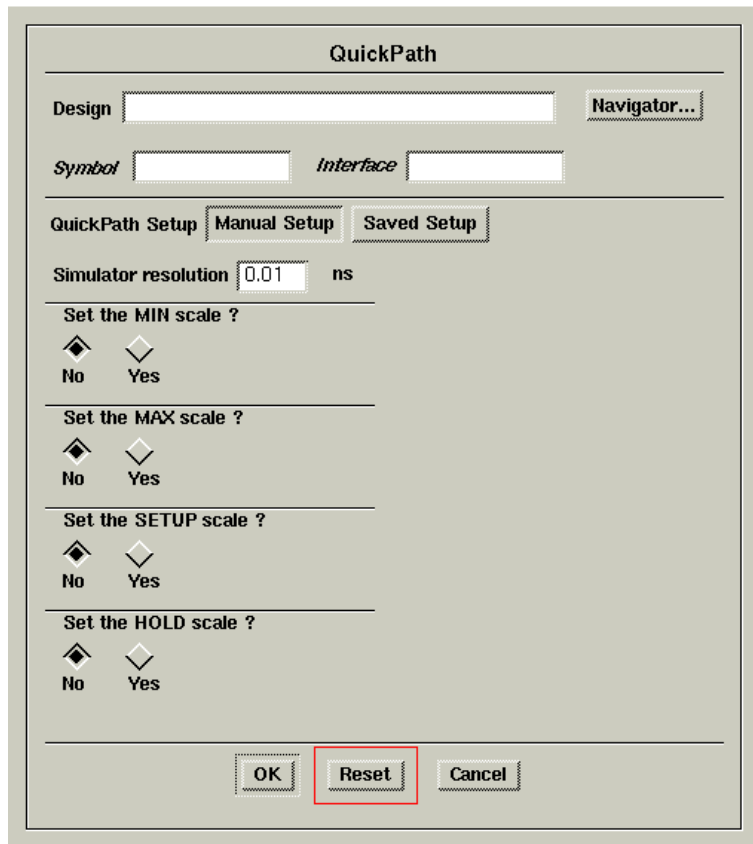 QuickPath
Design Navigator...
Symbol Interface
QuickPath Setup Manual Setup Saved Setup
Simulator resolution 0.01 ns
Set the MIN scale ?
No Yes
Set the MAX scale ?
No Yes
Set the SETUP scale ?
No Yes
Set the HOLD scale ?
No Yes
OK Reset Cancel